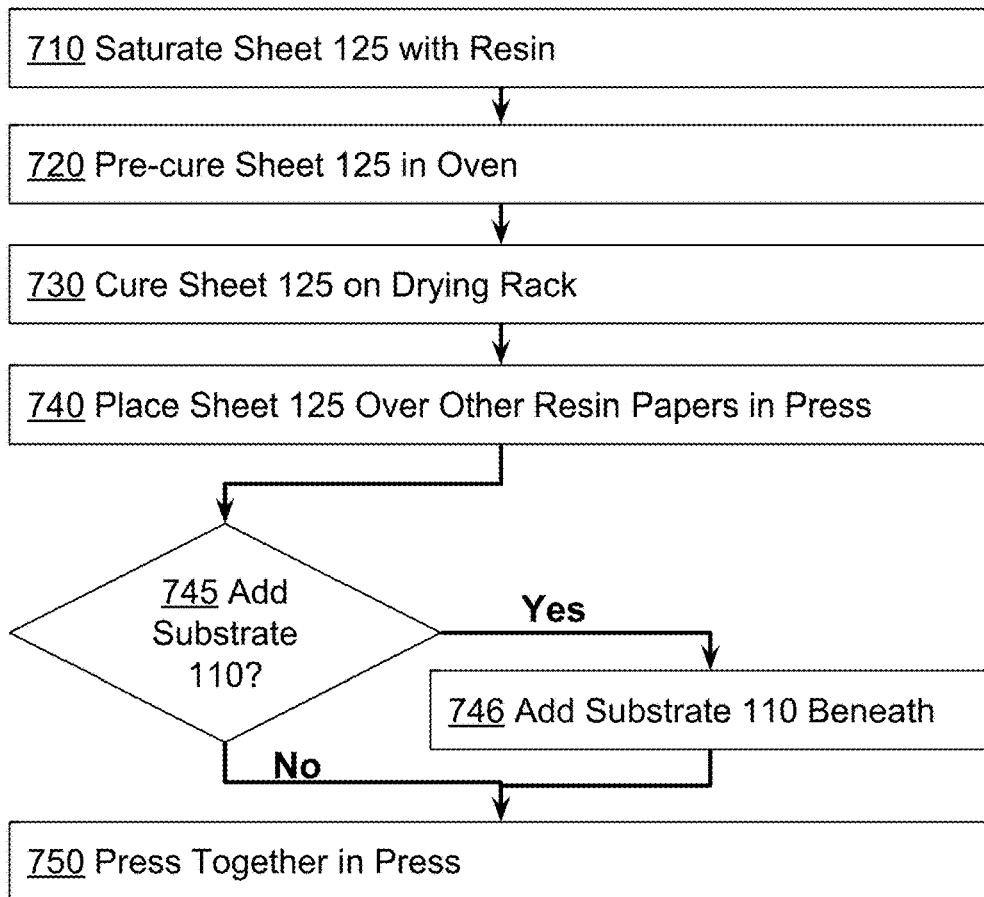 710 Saturate Sheet 125 with Resin
720 Pre-cure Sheet 125 in Oven
730 Cure Sheet 125 on Drying Rack
740 Place Sheet 125 Over Other Resin Papers in Press
745 Add
Substrate
110?
Yes
746 Add Substrate 110 Beneath
No
750 Press Together in Press